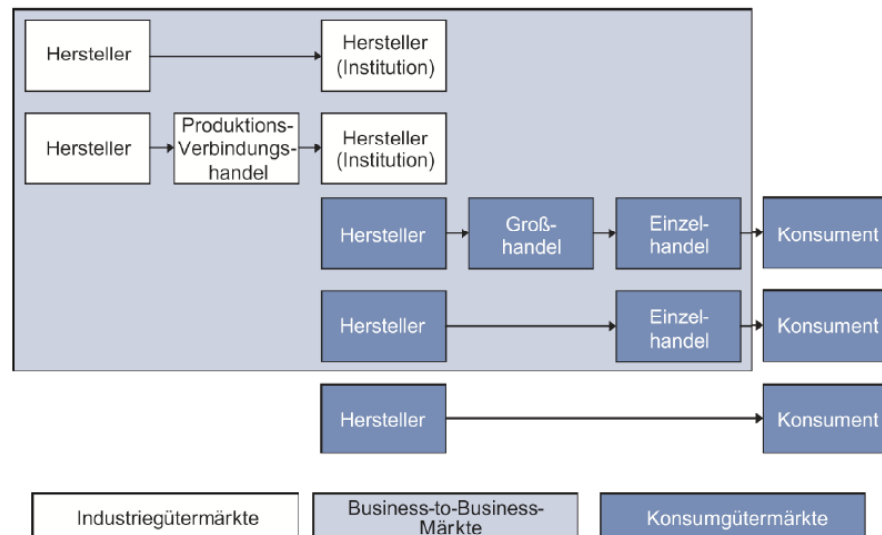 Hersteller
Hersteller
(Institution)
Hersteller
Produktions-
Verbindungs-
handel
Hersteller
(Institution)
Hersteller
Groß-
handel
Einzel-
handel
Konsument
Hersteller
Einzel-
handel
Konsument
Hersteller
Konsument
Industriegütermärkte
Business-to-Business-
Märkte
Konsumgütermärkte